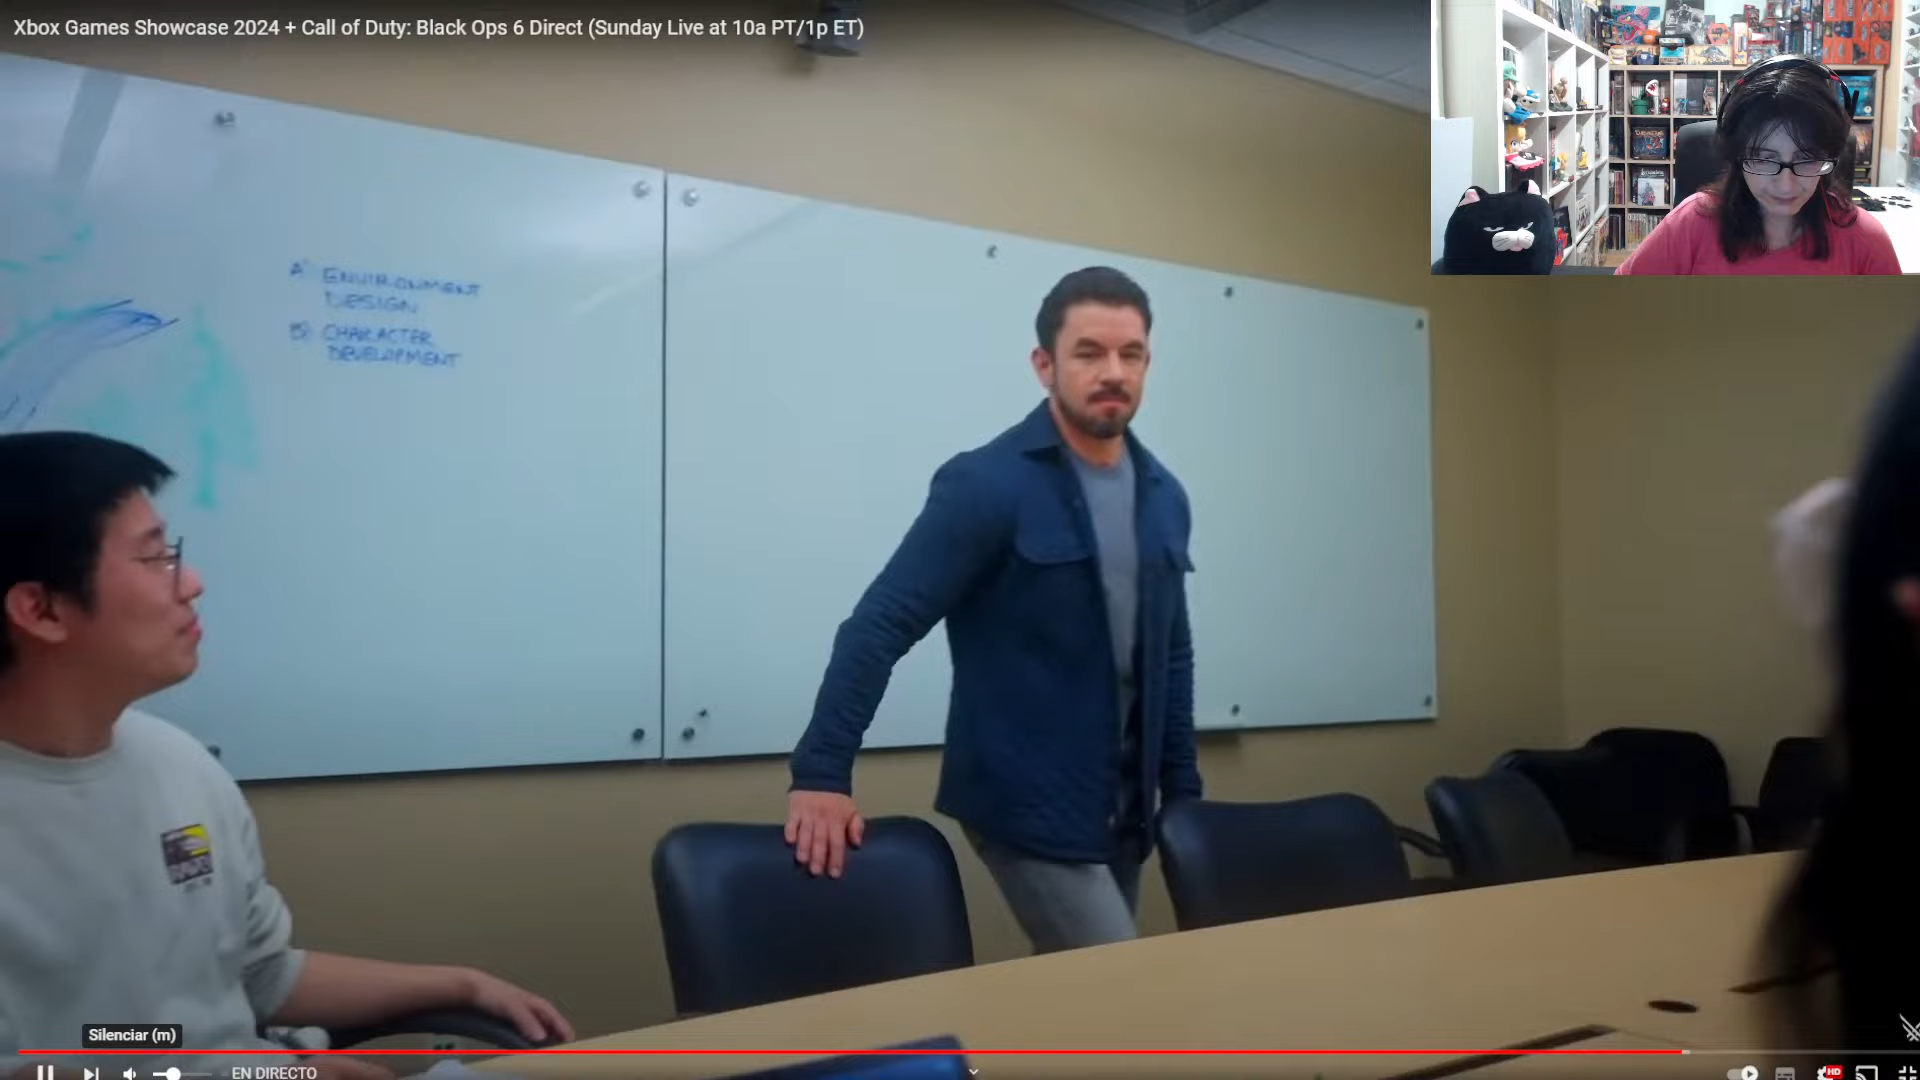 Xbox Games Showcase 2024 + Call of Duty: Black Ops 6 Direct (Sunday Live at 10a PT/1p ET)
A) ENVIRONMENT
DESIGN
B) CHARACTER
DEVELOPMENT
Silenciar (m)
EN DIRECTO
HD